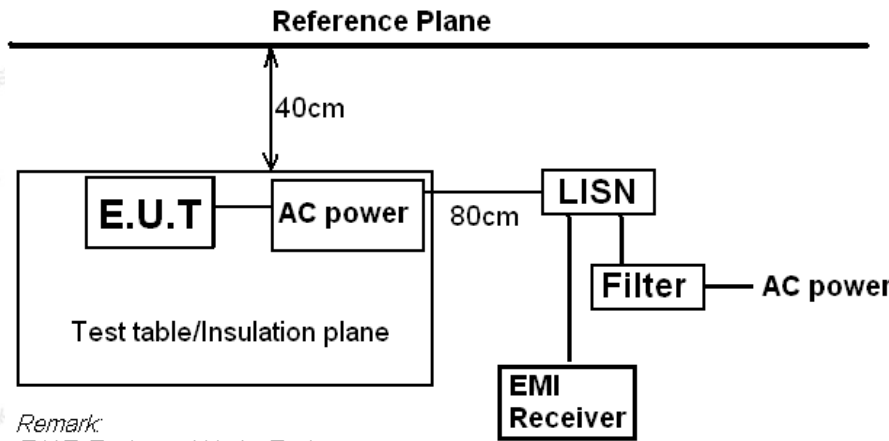 Reference Plane
40cm
E.U.T
AC power
80cm
LISN
Filter
AC power
Test table/Insulation plane
EMI
Receiver
Remark: